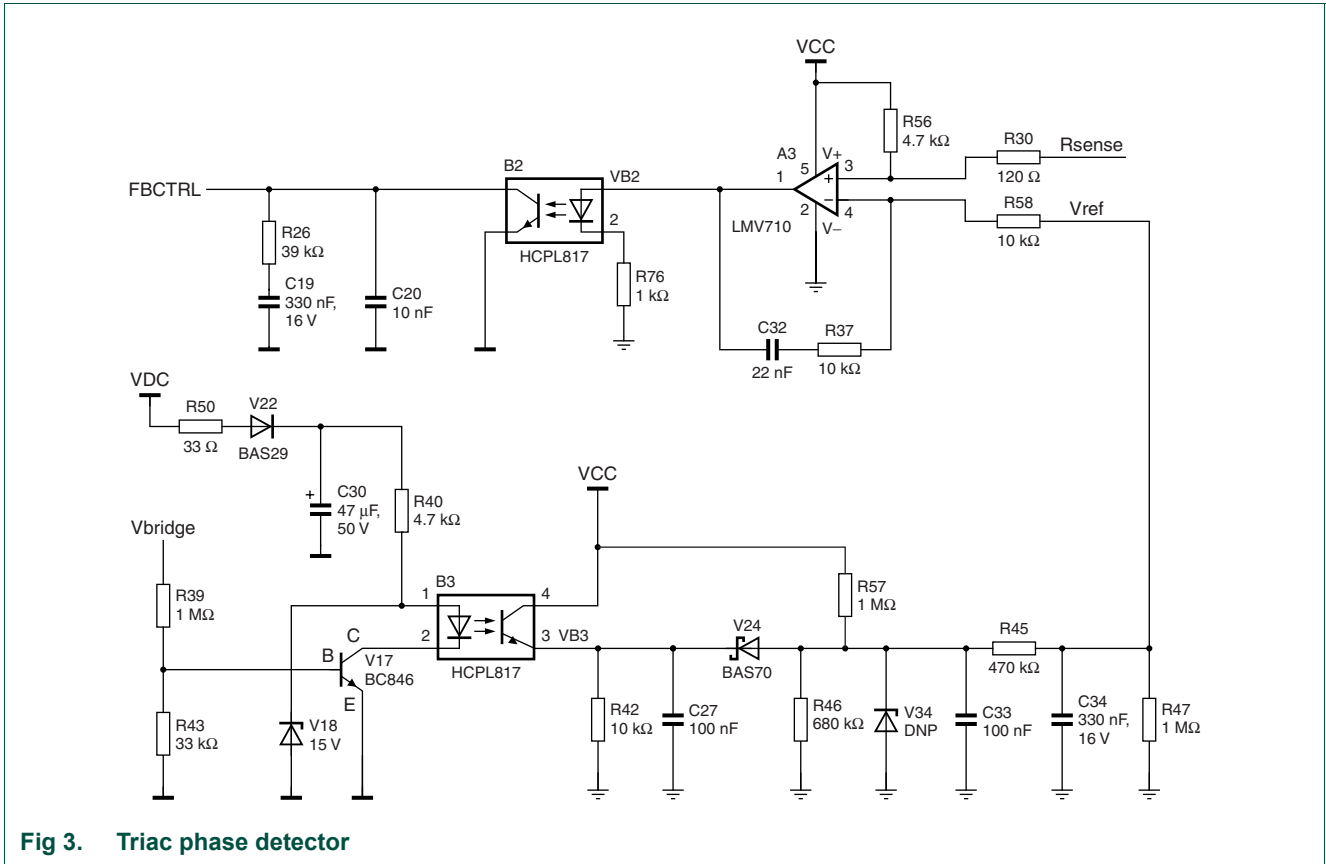 VCC
R56
4.7 kΩ
R30
Rsense
120 Ω
A3
V+
1
5
3
+
−
2
4
LMV710
V−
R58
Vref
10 kΩ
B2
VB2
FBCTRL
2
HCPL817
R26
39 kΩ
C19
330 nF,
16 V
C20
10 nF
R76
1 kΩ
C32
R37
22 nF
10 kΩ
VDC
R50
V22
33 Ω
BAS29
+
C30
47 μF,
50 V
R40
4.7 kΩ
VCC
Vbridge
R39
1 MΩ
B3
1
4
2
3
VB3
HCPL817
C
B
V17
BC846
E
R43
33 kΩ
V18
15 V
R57
1 MΩ
V24
BAS70
R45
470 kΩ
R42
10 kΩ
C27
100 nF
R46
680 kΩ
V34
DNP
C33
100 nF
C34
330 nF,
16 V
R47
1 MΩ
Fig 3. Triac phase detector